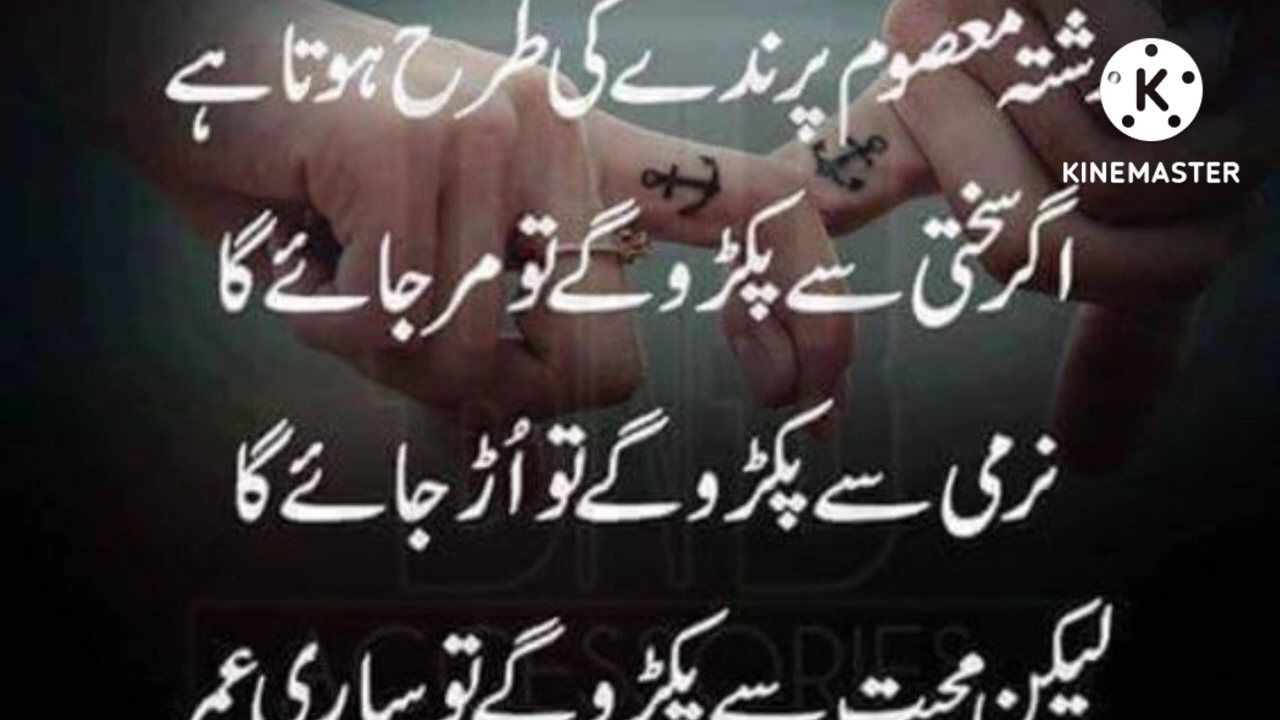 رشتہ معصوم پرندے کی طرح ہوتا ہے
K
KINEMASTER
اگر سختی سے پکڑو گے تو مر جائے گا
نرمی سے پکڑو گے تو اُڑ جائے گا
لیکن محبت سے پکڑو گے تو ساری عمر
ACCESSORIES